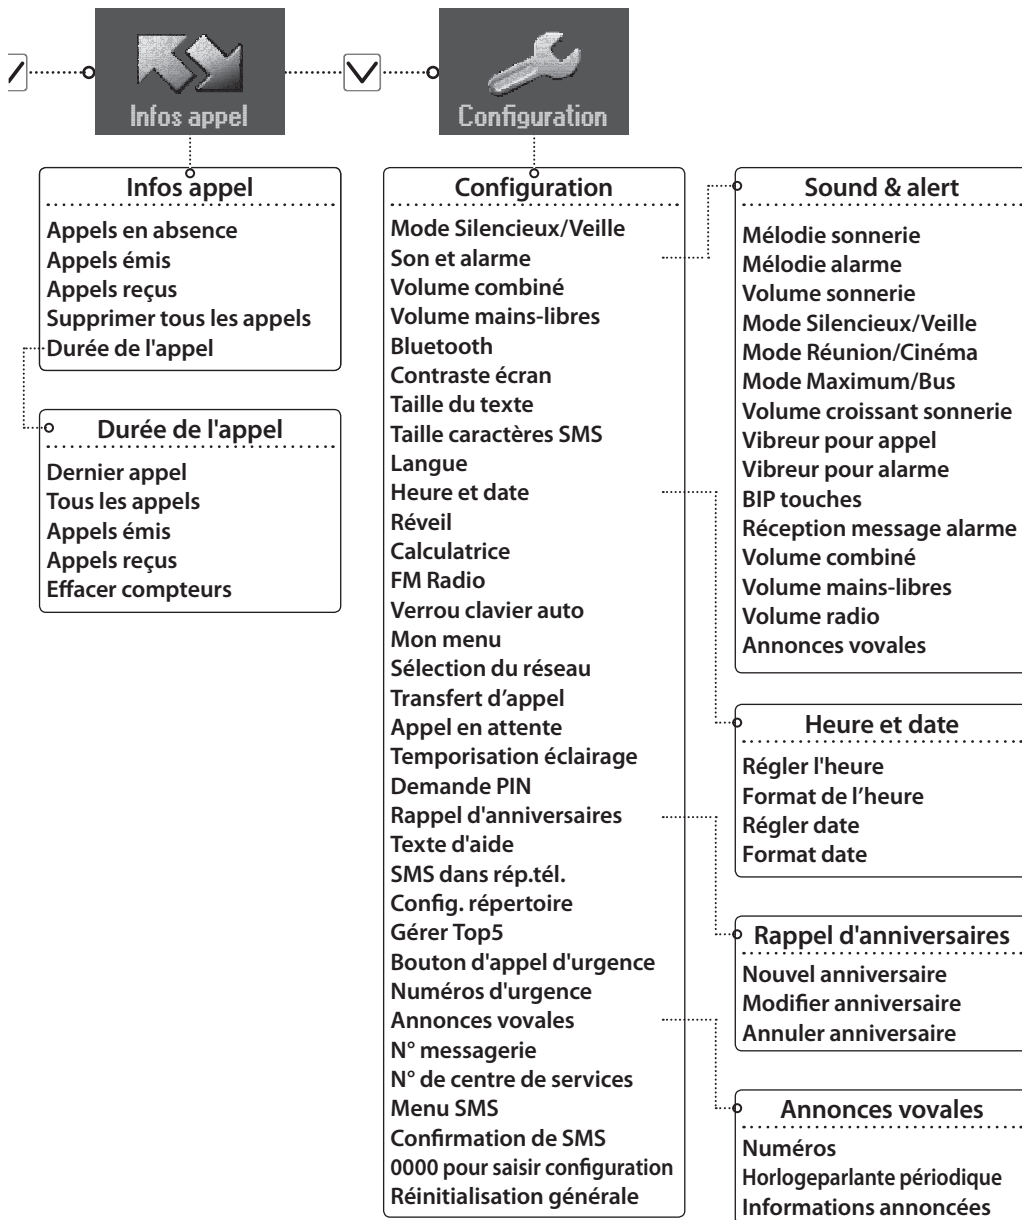 Infos appel
Configuration
Infos appel
Appels en absence
Appels émis
Appels reçus
Supprimer tous les appels
Durée de l'appel
Durée de l'appel
Dernier appel
Tous les appels
Appels émis
Appels reçus
Effacer compteurs
Configuration
Mode Silencieux/Veille
Son et alarme
Volume combiné
Volume mains-libres
Bluetooth
Contraste écran
Taille du texte
Taille caractères SMS
Langue
Heure et date
Réveil
Calculatrice
FM Radio
Verrou clavier auto
Mon menu
Sélection du réseau
Transfert d’appel
Appel en attente
Temporisation éclairage
Demande PIN
Rappel d'anniversaires
Texte d'aide
SMS dans rép.tél.
Config. répertoire
Gérer Top5
Bouton d'appel d'urgence
Numéros d'urgence
Annonces vovales
N° messagerie
N° de centre de services
Menu SMS
Confirmation de SMS
0000 pour saisir configuration
Réinitialisation générale
Sound & alert
Mélodie sonnerie
Mélodie alarme
Volume sonnerie
Mode Silencieux/Veille
Mode Réunion/Cinéma
Mode Maximum/Bus
Volume croissant sonnerie
Vibreur pour appel
Vibreur pour alarme
BIP touches
Réception message alarme
Volume combiné
Volume mains-libres
Volume radio
Annonces vovales
Heure et date
Régler l'heure
Format de l’heure
Régler date
Format date
Rappel d'anniversaires
Nouvel anniversaire
Modifier anniversaire
Annuler anniversaire
Annonces vovales
Numéros
Horlogeparlante périodique
Informations annoncées